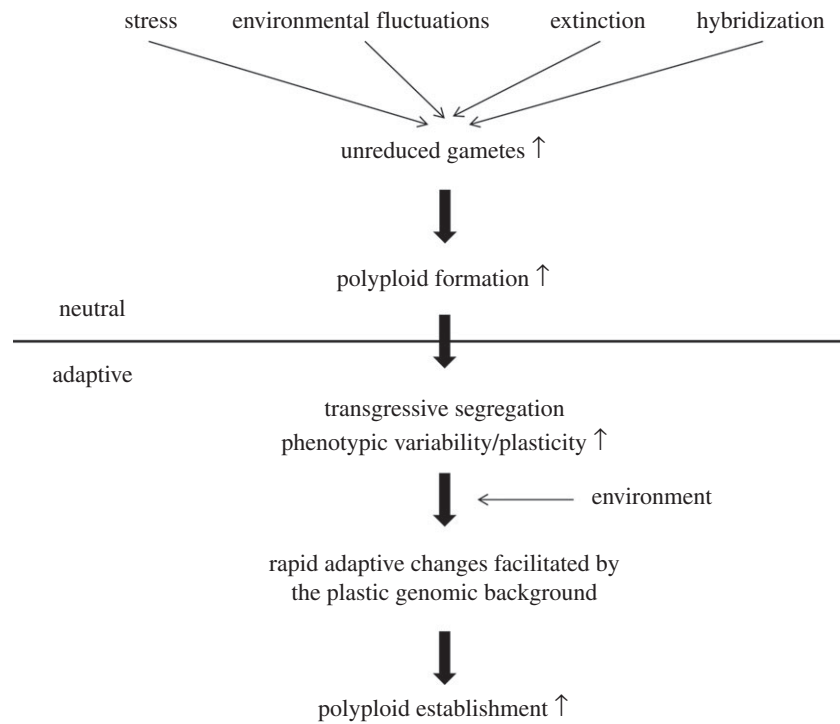 stress environmental fluctuations extinction hybridization
unreduced gametes ↑
polyploid formation ↑
neutral
adaptive
transgressive segregation
phenotypic variability/plasticity ↑
environment
rapid adaptive changes facilitated by
the plastic genomic background
polyploid establishment ↑